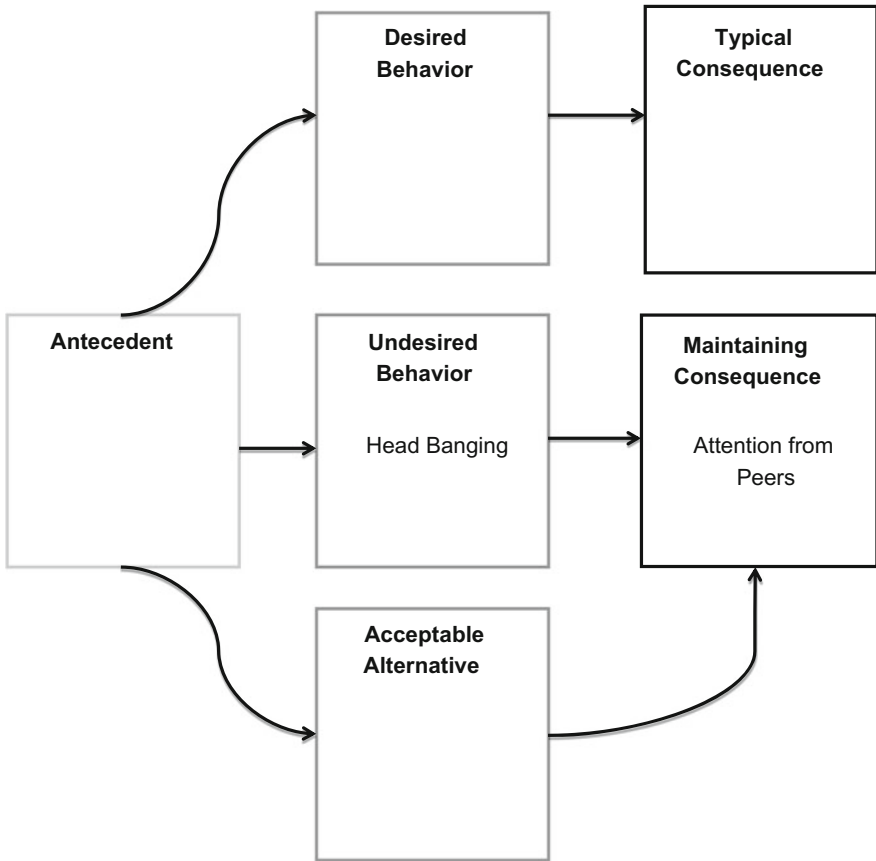 Desired
Behavior
Typical
Consequence
Antecedent
Undesired
Behavior
Head Banging
Maintaining
Consequence
Attention from
Peers
Acceptable
Alternative